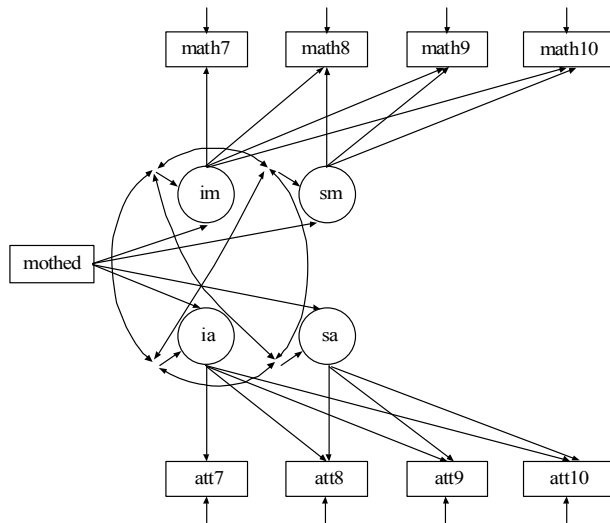 math7 math8 math9 math10
im sm
mothed
ia sa
att7 att8 att9 att10